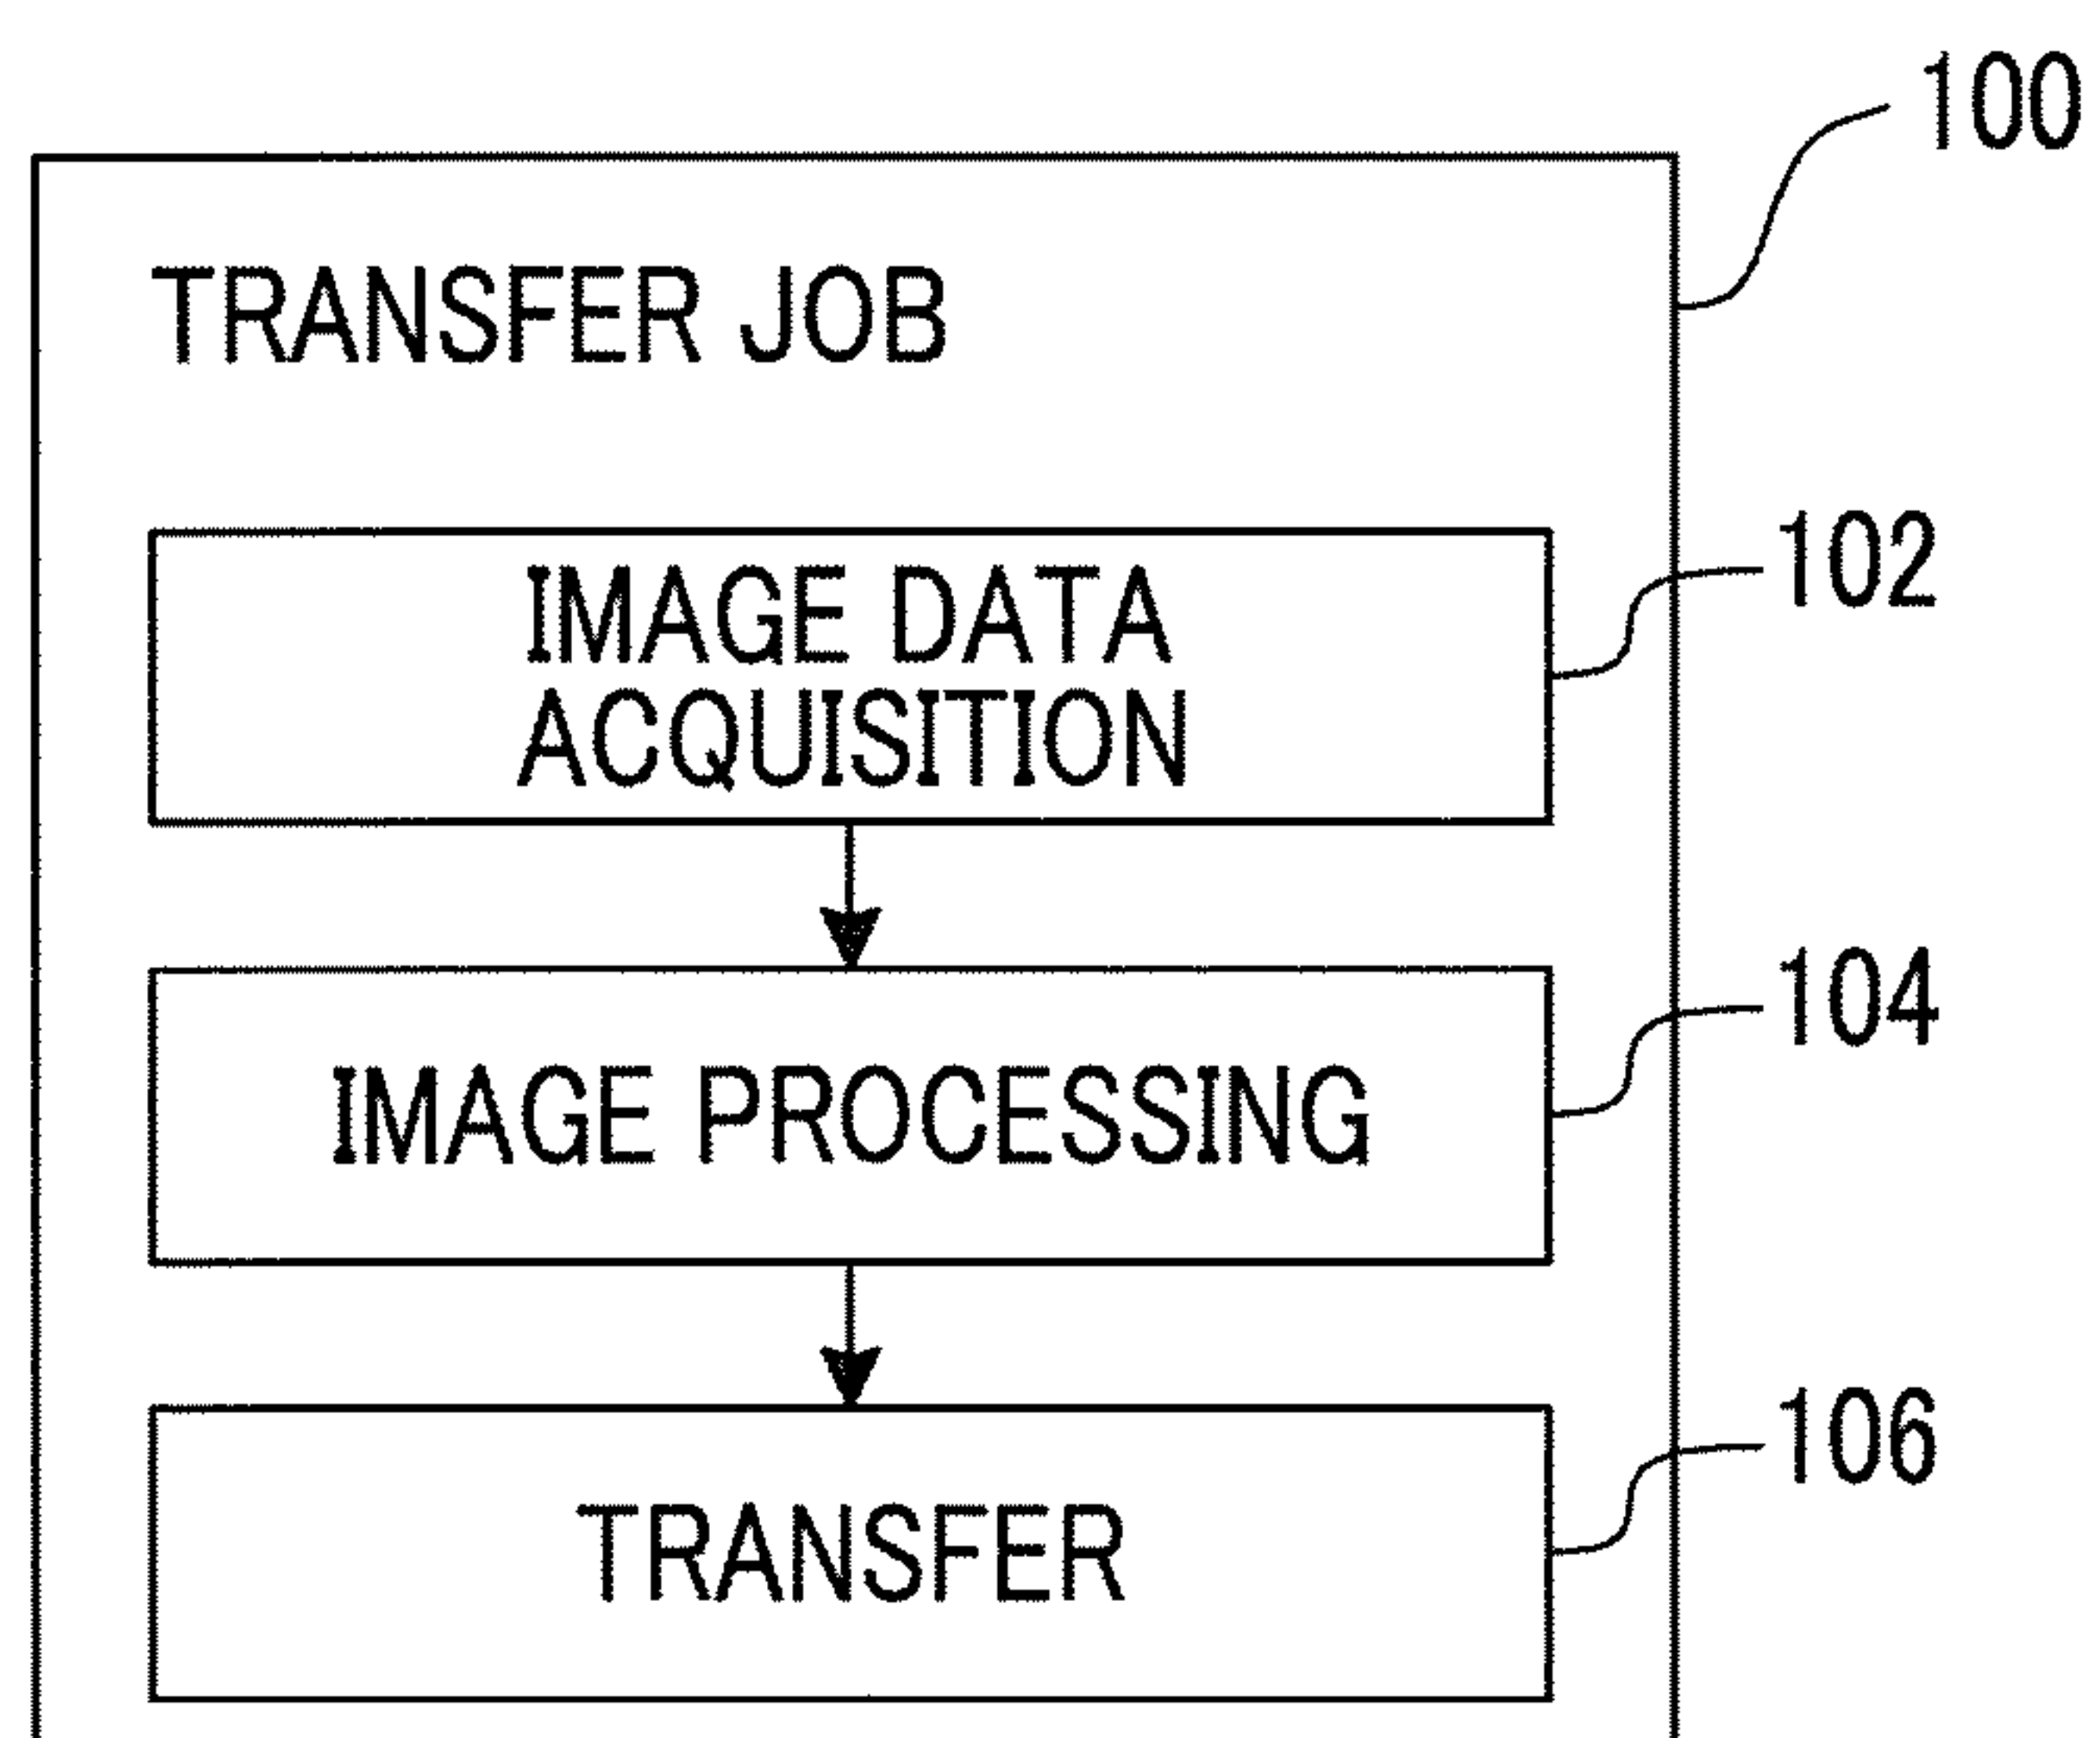 100
TRANSFER JOB
102
IMAGE DATA
ACQUISITION
104
IMAGE PROCESSING
106
TRANSFER